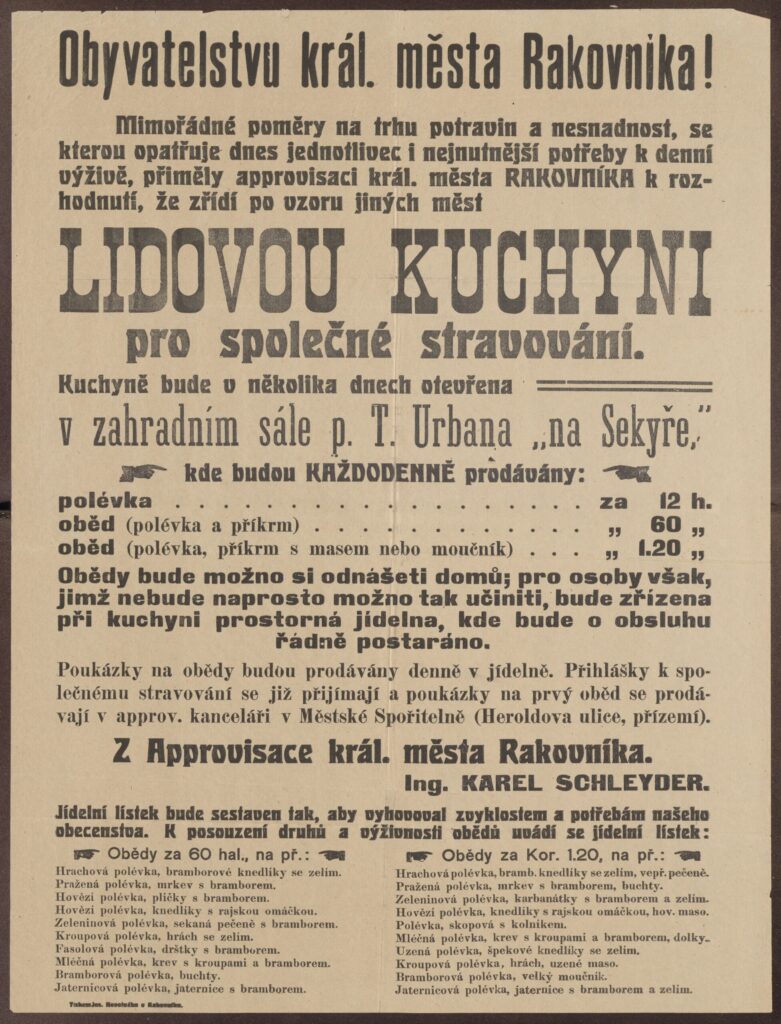 Obyvatelstvu král. města Rakovníka!
Mimořádné poměry na trhu potravin a nesnadnost, se
kterou opatřuje dnes jednotlivec i nejnutnější potřeby k denní
výživě, přiměly approvisaci král. města RAKOVNÍKA k roz-
hodnutí, že zřídí po vzoru jiných měst
LIDOVOU KUCHYNI
pro společné stravování.
Kuchyně bude v několika dnech otevřena
v zahradním sále p. T. Urbana „na Sekyře,"
kde budou KAŽDODENNĚ prodávány:
polévka . . . . . . . . . . . . . . . . . . za 12 h.
oběd (polévka a příkrm) . . . . . . . . . . . „ 60 „
oběd (polévka, příkrm s masem nebo moučník) . . . „ 1.20 „
Obědy bude možno si odnášeti domů; pro osoby však,
jimž nebude naprosto možno tak učiniti, bude zřízena
při kuchyni prostorná jídelna, kde bude o obsluhu
řádně postaráno.
Poukázky na obědy budou prodávány denně v jídelně. Přihlášky k spo-
lečnému stravování se již přijímají a poukázky na prvý oběd se prodá-
vají v approv. kanceláři v Městské Spořitelně (Heroldova ulice, přízemí).
Z Approvisace král. města Rakovníka.
Ing. KAREL SCHLEYDER.
Jídelní lístek bude sestaven tak, aby vyhovoval zvyklostem a potřebám našeho
obecenstva. K posouzení druhů a výživnosti obědů uvádí se jídelní lístek:
Obědy za 60 hal., na př.:
Hrachová polévka, bramborové knedlíky se zelím.
Pražená polévka, mrkev s bramborem.
Hovězí polévka, plíčky s bramborem.
Hovězí polévka, knedlíky s rajskou omáčkou.
Zeleninová polévka, sekaná pečeně s bramborem.
Kroupová polévka, hrách se zelím.
Fasolová polévka, dršťky s bramborem.
Mléčná polévka, krev s kroupami a bramborem.
Bramborová polévka, buchty.
Jaternicová polévka, jaternice s bramborem.
Obědy za Kor. 1.20, na př.:
Hrachová polévka, bramb. knedlíky se zelím, vepř. pečeně.
Pražená polévka, mrkev s bramborem, buchty.
Zeleninová polévka, karbanátky s bramborem a zelím.
Hovězí polévka, knedlíky s rajskou omáčkou, hov. maso.
Polévka, skopová s kolníkem.
Mléčná polévka, krev s kroupami a bramborem, dolky.
Uzená polévka, špekové knedlíky se zelím.
Kroupová polévka, hrách, uzené maso.
Bramborová polévka, velký moučník.
Jaternicová polévka, jaternice s bramborem a zelím.
v Rakovníku.